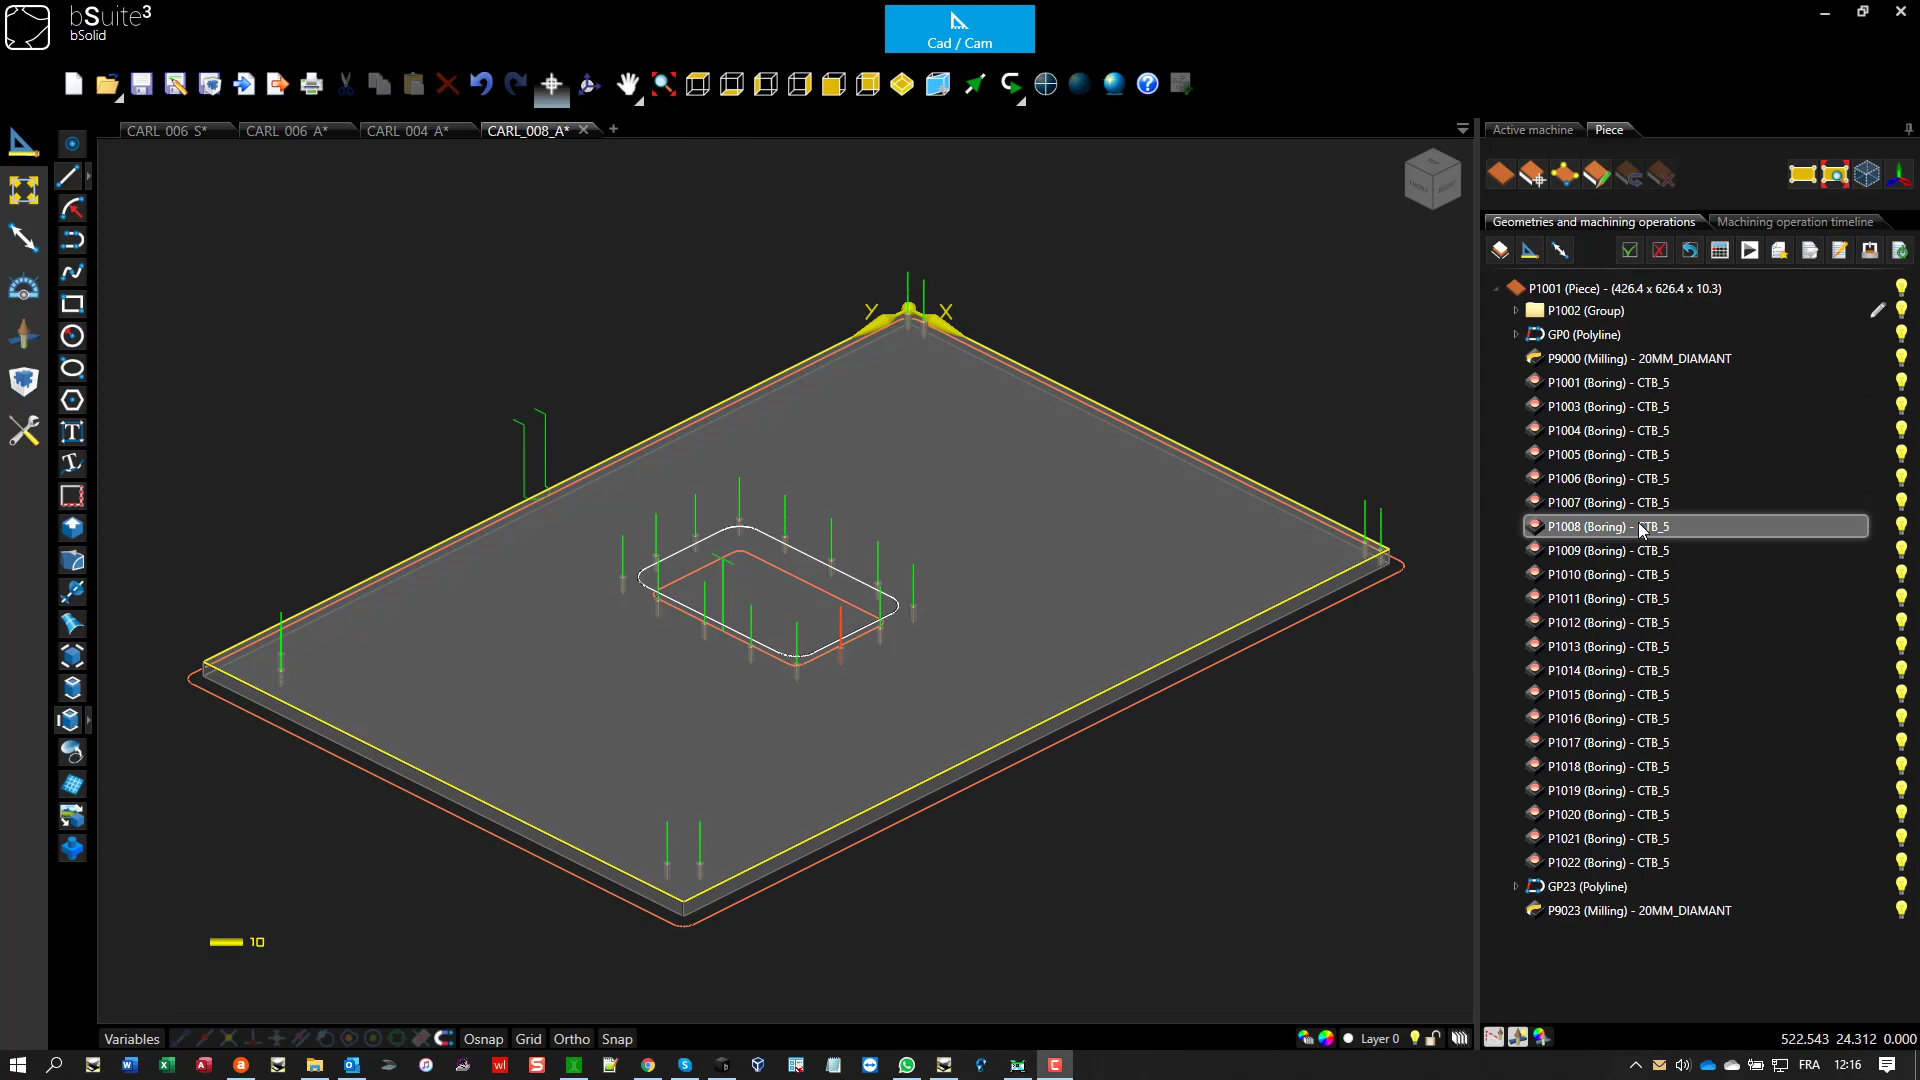 bSuite³
bSolid
Cad / Cam
CARL_006_S*
CARL_006_A*
CARL_004_A*
CARL_008_A*
Active machine
Piece
Geometries and machining operations
Machining operation timeline
P1001 (Piece) - (426.4 x 626.4 x 10.3)
P1002 (Group)
GP0 (Polyline)
P9000 (Milling) - 20MM_DIAMANT
P1001 (Boring) - CTB_5
P1003 (Boring) - CTB_5
P1004 (Boring) - CTB_5
P1005 (Boring) - CTB_5
P1006 (Boring) - CTB_5
P1007 (Boring) - CTB_5
P1008 (Boring) - CTB_5
P1009 (Boring) - CTB_5
P1010 (Boring) - CTB_5
P1011 (Boring) - CTB_5
P1012 (Boring) - CTB_5
P1013 (Boring) - CTB_5
P1014 (Boring) - CTB_5
P1015 (Boring) - CTB_5
P1016 (Boring) - CTB_5
P1017 (Boring) - CTB_5
P1018 (Boring) - CTB_5
P1019 (Boring) - CTB_5
P1020 (Boring) - CTB_5
P1021 (Boring) - CTB_5
P1022 (Boring) - CTB_5
GP23 (Polyline)
P9023 (Milling) - 20MM_DIAMANT
TOP
FRONT
RIGHT
Y
X
10
Variables
Osnap
Grid
Ortho
Snap
Layer 0
522.543 24.312 0.000
FRA
12:16